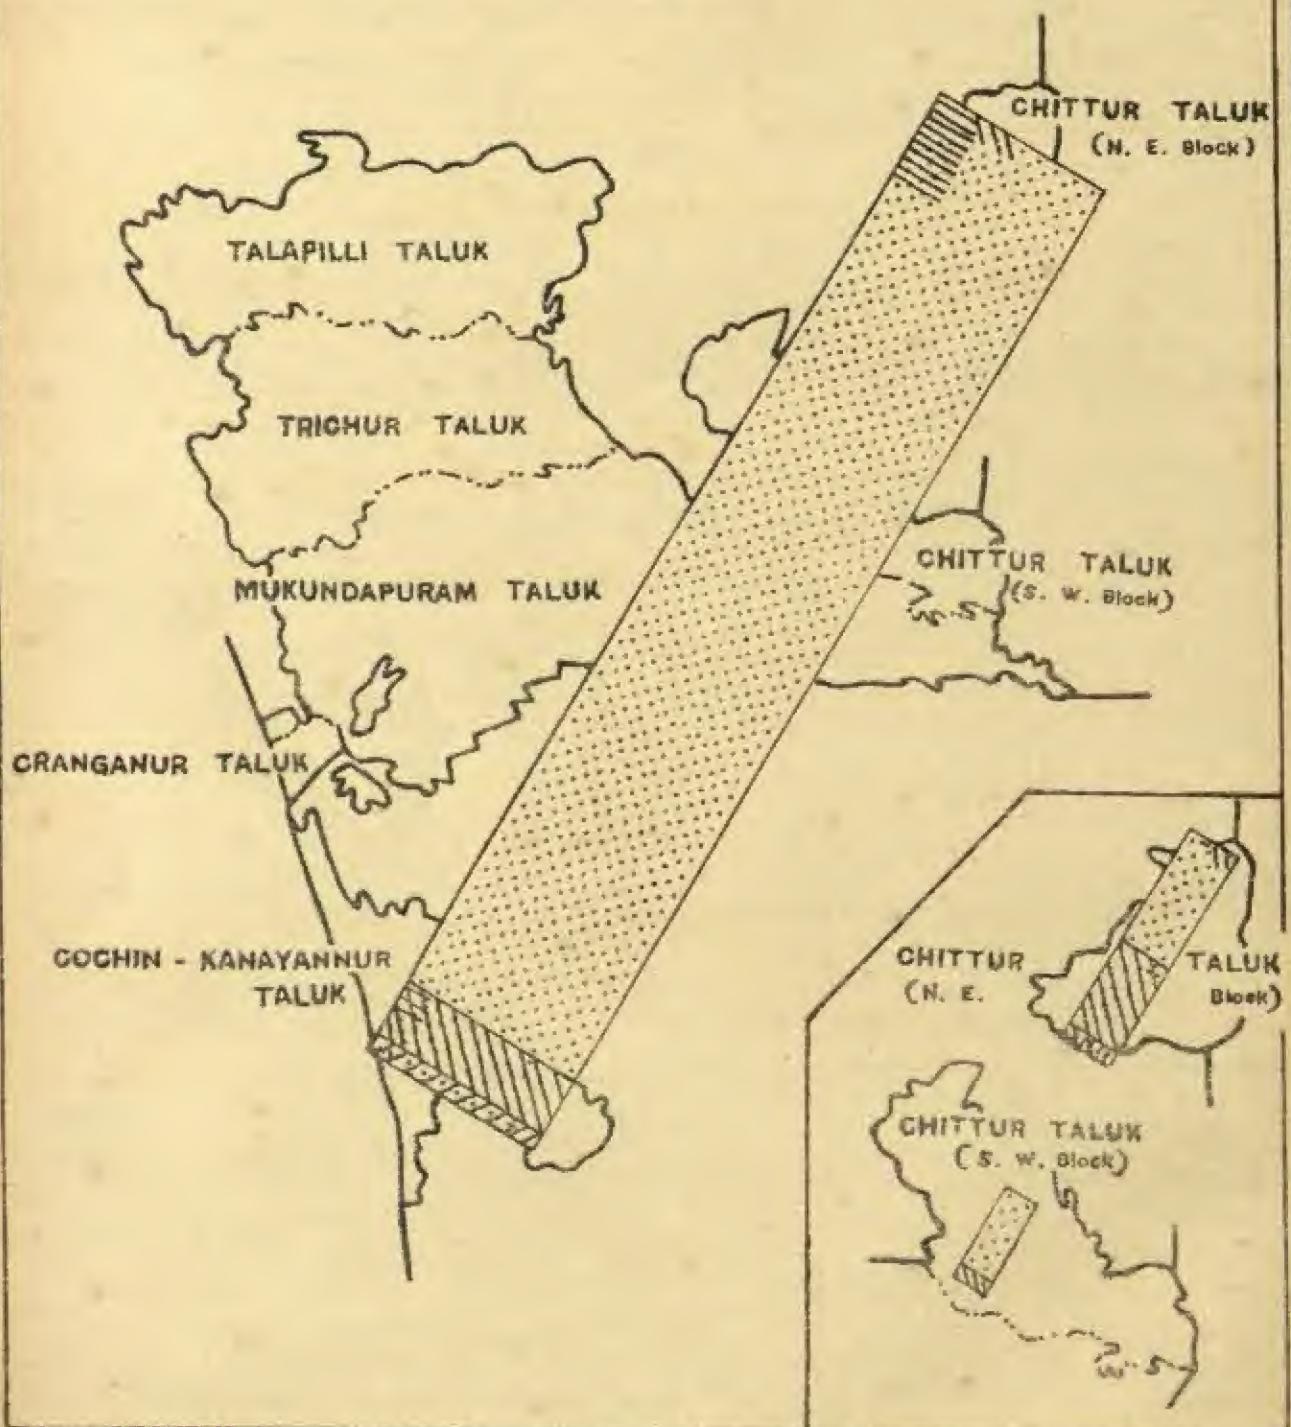 CHITTUR TALUK
(N. E. Block)
TALAPILLI TALUK
TRICHUR TALUK
CHITTUR TALUK
(S. W. Block)
MUKUNDAPURAM TALUK
CRANGANUR TALUK
COCHIN - KANAYANNUR
TALUK
CHITTUR TALUK
(N. E. Block)
CHITTUR TALUK
(S. W. Block)